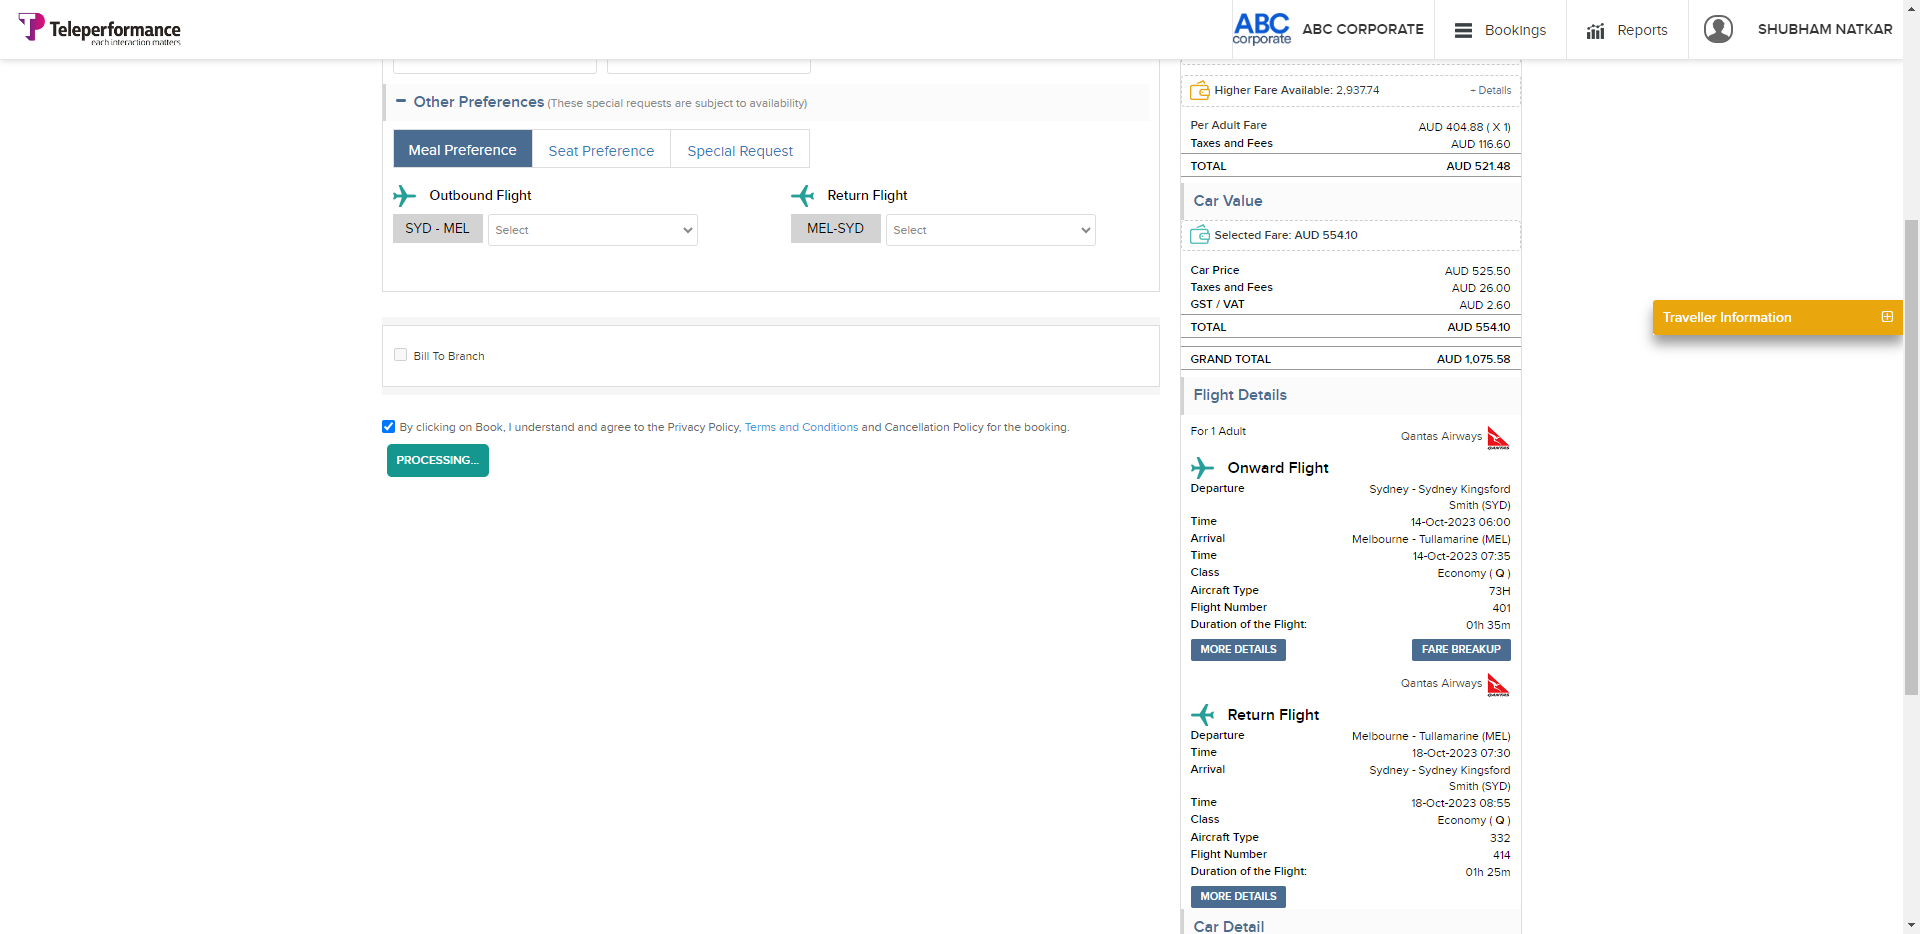 Teleperformance
each interaction matters
ABC
corporate
ABC CORPORATE
Bookings
Reports
SHUBHAM NATKAR
Other Preferences (These special requests are subject to availability)
Meal Preference
Seat Preference
Special Request
Outbound Flight
Return Flight
SYD - MEL
Select
MEL-SYD
Select
Bill To Branch
By clicking on Book, I understand and agree to the Privacy Policy, Terms and Conditions and Cancellation Policy for the booking.
PROCESSING...
Higher Fare Available: 2,937.74
+ Details
Per Adult Fare AUD 404.88 ( X 1)
Taxes and Fees AUD 116.60
TOTAL AUD 521.48
Car Value
Selected Fare: AUD 554.10
Car Price AUD 525.50
Taxes and Fees AUD 26.00
GST / VAT AUD 2.60
TOTAL AUD 554.10
GRAND TOTAL AUD 1,075.58
Flight Details
For 1 Adult
Qantas Airways
QANTAS
Onward Flight
Departure Sydney - Sydney Kingsford
Smith (SYD)
Time 14-Oct-2023 06:00
Arrival Melbourne - Tullamarine (MEL)
Time 14-Oct-2023 07:35
Class Economy ( Q )
Aircraft Type 73H
Flight Number 401
Duration of the Flight: 01h 35m
MORE DETAILS
FARE BREAKUP
Qantas Airways
QANTAS
Return Flight
Departure Melbourne - Tullamarine (MEL)
Time 18-Oct-2023 07:30
Arrival Sydney - Sydney Kingsford
Smith (SYD)
Time 18-Oct-2023 08:55
Class Economy ( Q )
Aircraft Type 332
Flight Number 414
Duration of the Flight: 01h 25m
MORE DETAILS
Car Detail
Traveller Information